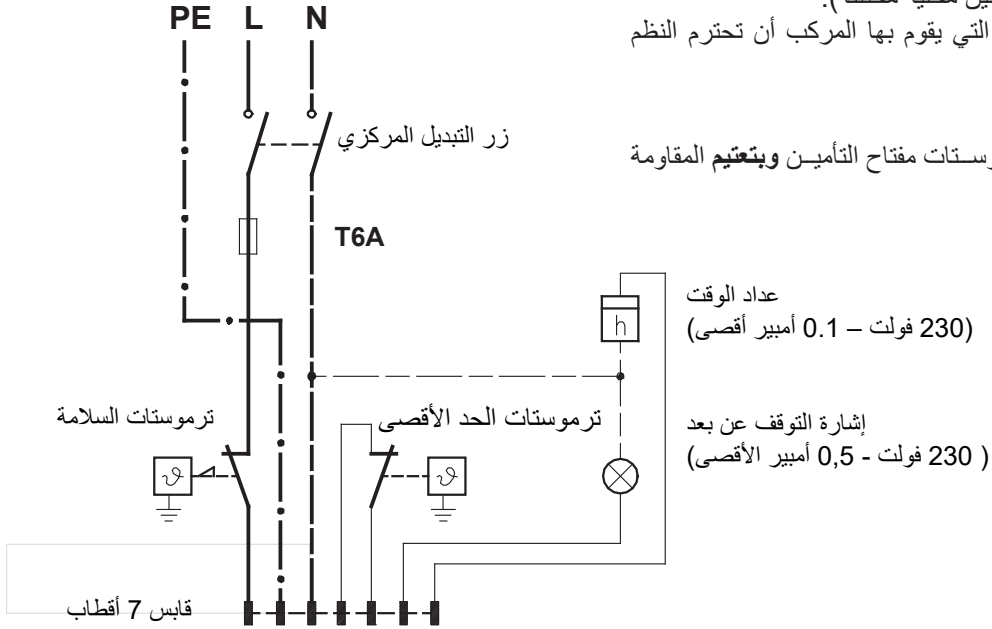 PE L N
التي يقوم بها المركب أن تحترم النظم
زر التبديل المركزي
مفتاح التأميـن وبتعتيم المقاومة
T6A
عداد الوقت
(230 فولت – 0.1 أمبير أقصى)
h
ترموستات السلامة
ترموستات الحد الأقصى
إشارة التوقف عن بعد
( 230 فولت - 0,5 أمبير الأقصى)
ϑ
ϑ
قابس 7 أقطاب